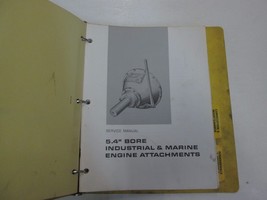 SERVICE MANUAL
5.4" BORE
INDUSTRIAL & MARINE
ENGINE ATTACHMENTS